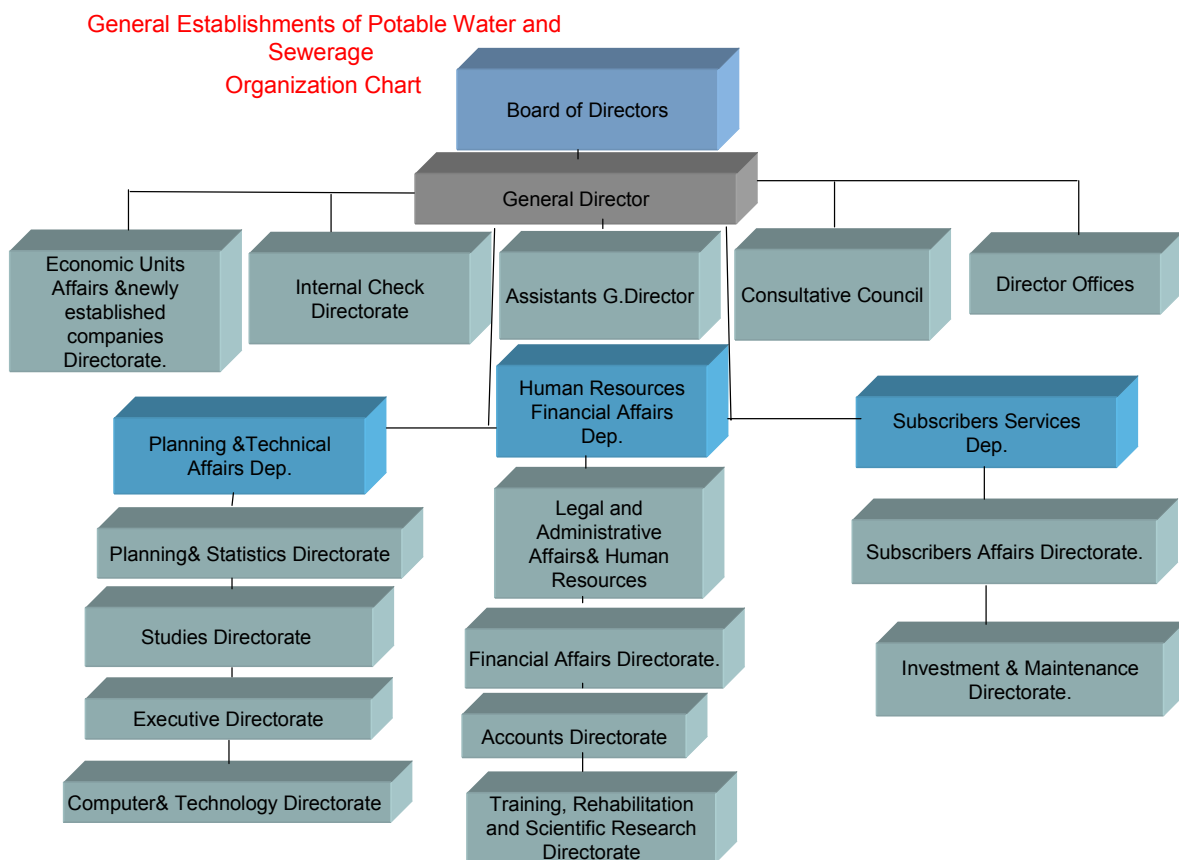 General Establishments of Potable Water and
Sewerage
Organization Chart
Board of Directors
General Director
Economic Units
Affairs &newly
established
companies
Directorate.
Internal Check
Directorate
Assistants G.Director
Consultative Council
Director Offices
Planning &Technical
Affairs Dep.
Human Resources
Financial Affairs
Dep.
Subscribers Services
Dep.
Planning& Statistics Directorate
Studies Directorate
Executive Directorate
Computer& Technology Directorate
Legal and
Administrative
Affairs& Human
Resources
Financial Affairs Directorate.
Accounts Directorate
Training, Rehabilitation
and Scientific Research
Directorate
Subscribers Affairs Directorate.
Investment & Maintenance
Directorate.